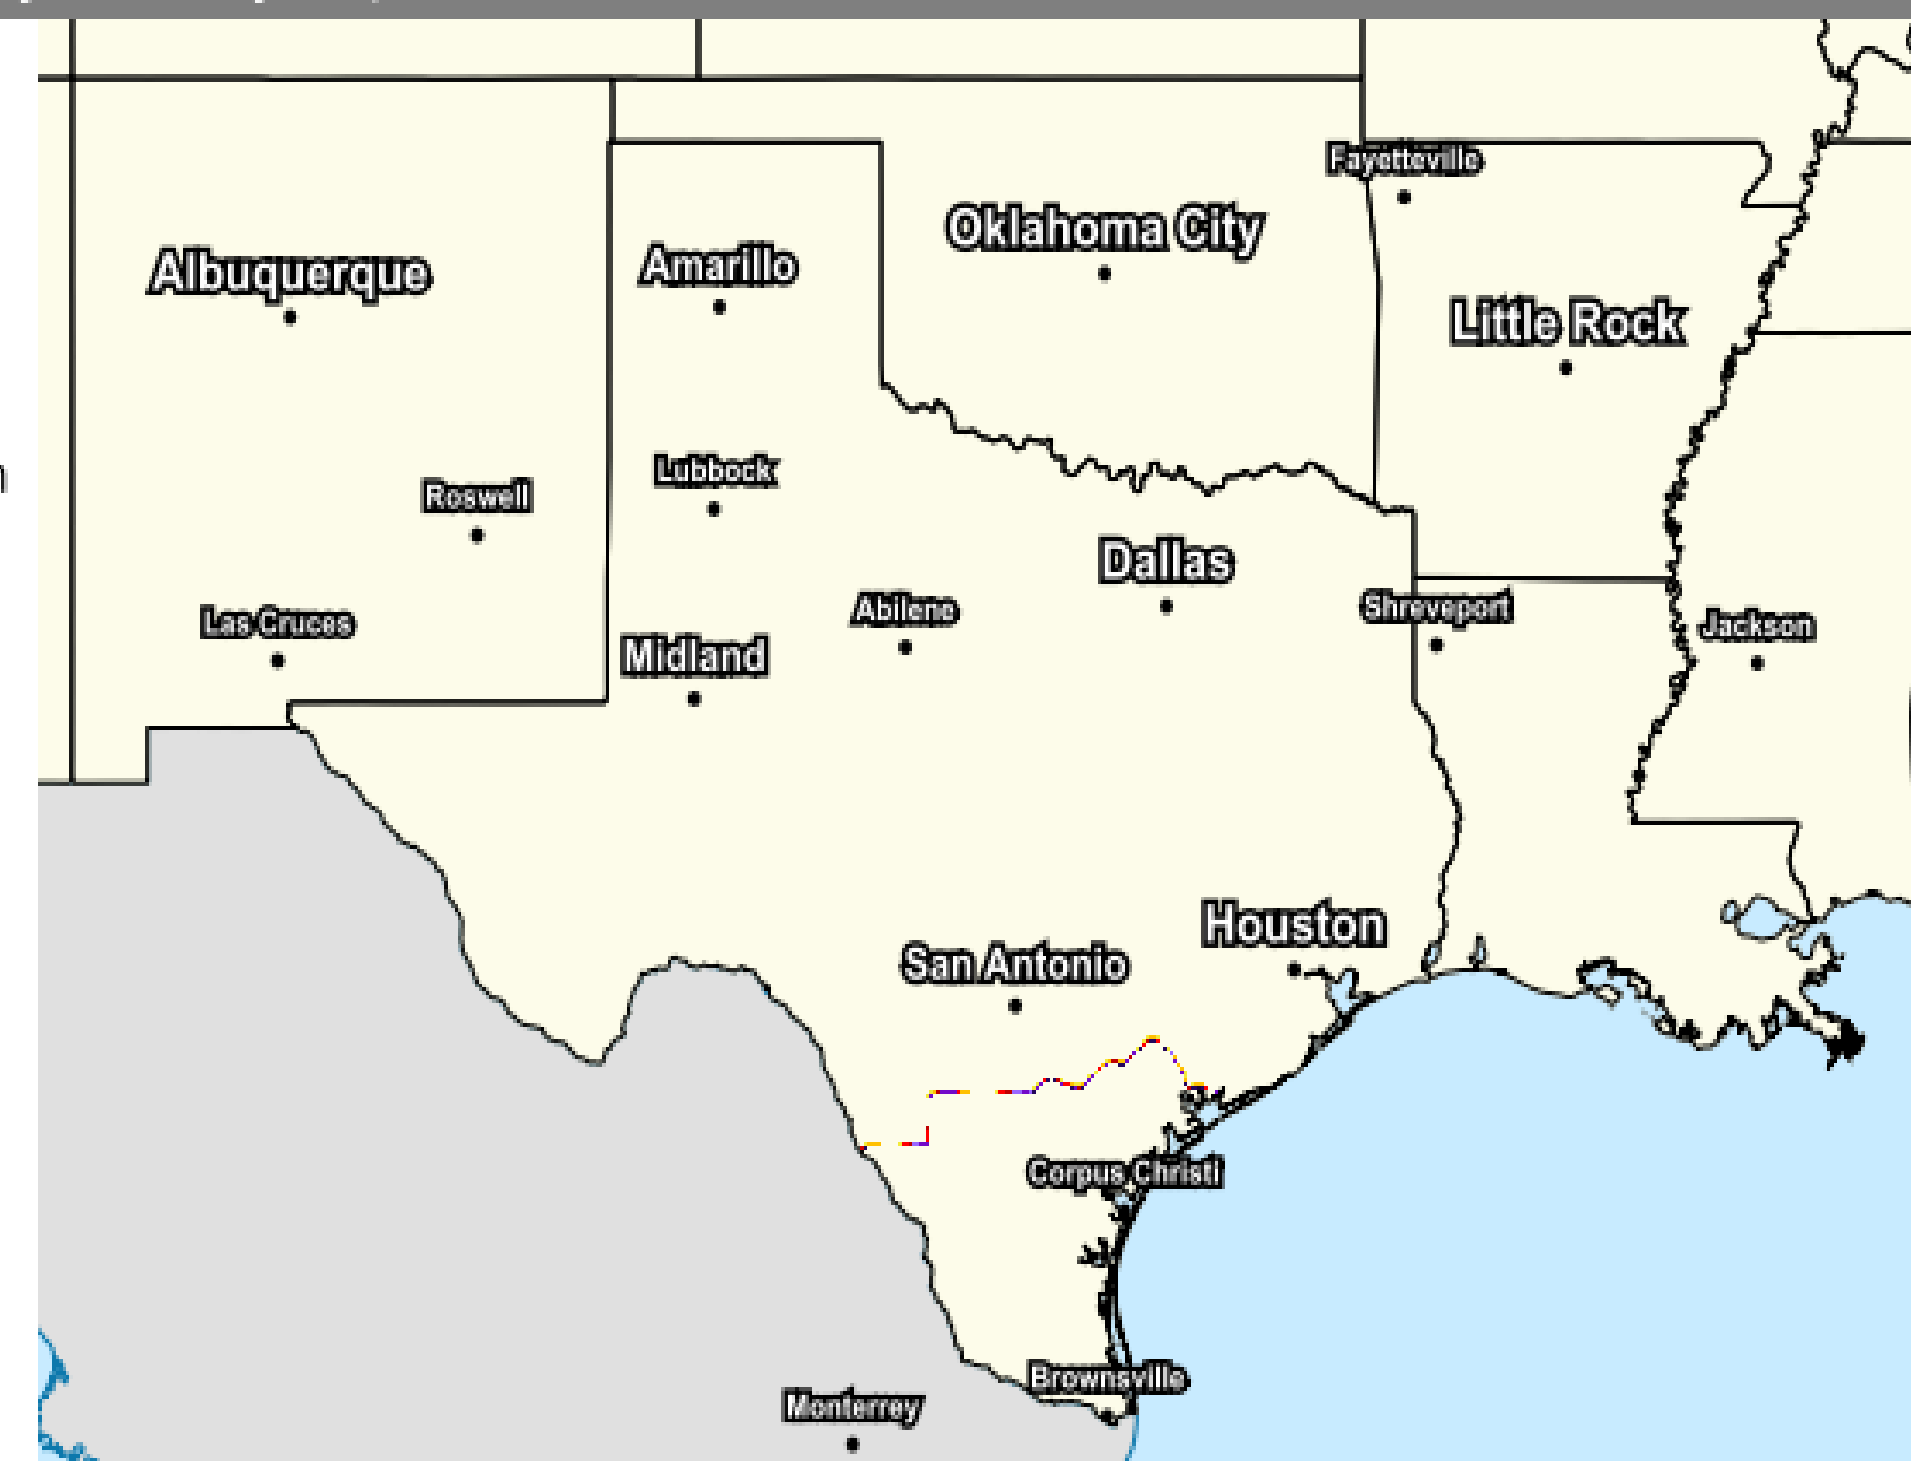 Fayetteville
Oklahoma City
Albuquerque
Amarillo
Little Rock
Lubbock
Roswell
Dallas
Abilene
Shreveport
Las Cruces
Jackson
Midland
Houston
San Antonio
Corpus Christi
Brownsville
Monterrey